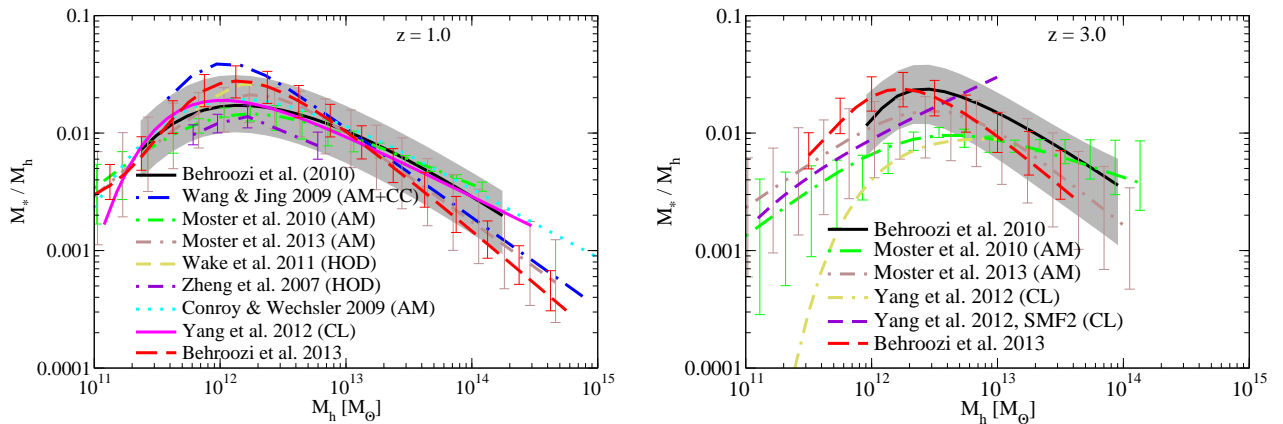 z = 1.0
0.1
0.01
0.001
0.0001
M* / Mh
Behroozi et al. (2010)
Wang & Jing 2009 (AM+CC)
Moster et al. 2010 (AM)
Moster et al. 2013 (AM)
Wake et al. 2011 (HOD)
Zheng et al. 2007 (HOD)
Conroy & Wechsler 2009 (AM)
Yang et al. 2012 (CL)
Behroozi et al. 2013
10^11 10^12 10^13 10^14 10^15
Mh [M⊙]
z = 3.0
0.1
0.01
0.001
0.0001
M* / Mh
Behroozi et al. 2010
Moster et al. 2010 (AM)
Moster et al. 2013 (AM)
Yang et al. 2012 (CL)
Yang et al. 2012, SMF2 (CL)
Behroozi et al. 2013
10^11 10^12 10^13 10^14 10^15
Mh [M⊙]